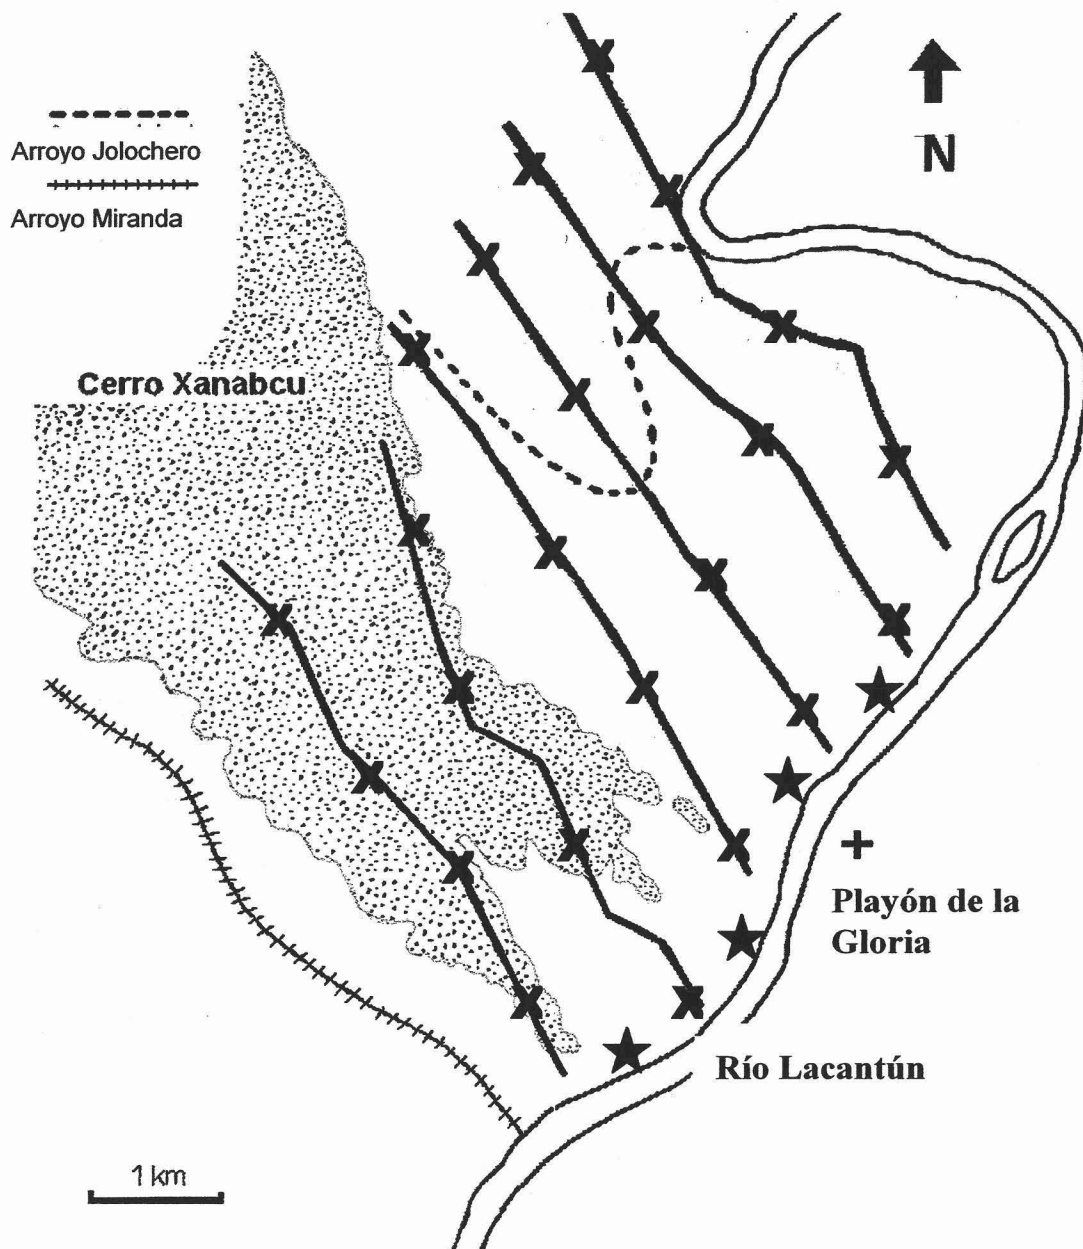 N
Arroyo Jolochero
Arroyo Miranda
Cerro Xanabcu
Playón de la
Gloria
Río Lacantún
1 km